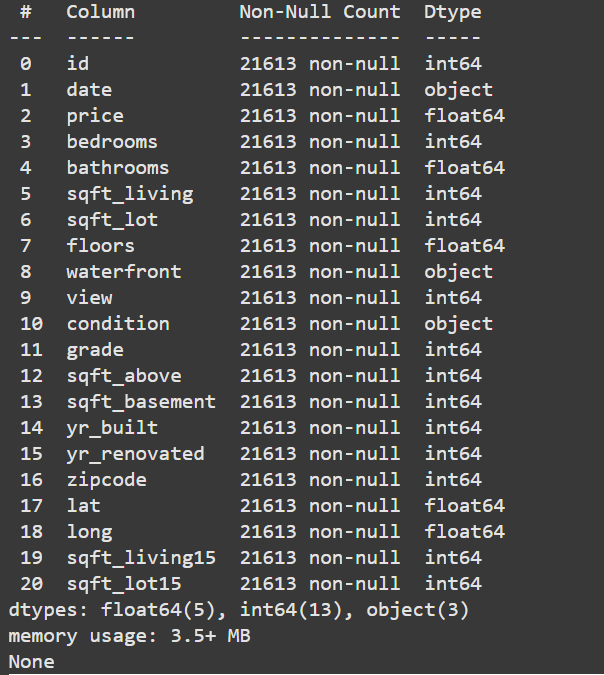 #   Column         Non-Null Count  Dtype
---  ------         --------------  -----
 0   id             21613 non-null  int64
 1   date           21613 non-null  object
 2   price          21613 non-null  float64
 3   bedrooms       21613 non-null  int64
 4   bathrooms      21613 non-null  float64
 5   sqft_living    21613 non-null  int64
 6   sqft_lot       21613 non-null  int64
 7   floors         21613 non-null  float64
 8   waterfront     21613 non-null  object
 9   view           21613 non-null  int64
 10  condition      21613 non-null  object
 11  grade          21613 non-null  int64
 12  sqft_above     21613 non-null  int64
 13  sqft_basement  21613 non-null  int64
 14  yr_built       21613 non-null  int64
 15  yr_renovated   21613 non-null  int64
 16  zipcode        21613 non-null  int64
 17  lat            21613 non-null  float64
 18  long           21613 non-null  float64
 19  sqft_living15  21613 non-null  int64
 20  sqft_lot15     21613 non-null  int64
dtypes: float64(5), int64(13), object(3)
memory usage: 3.5+ MB
None